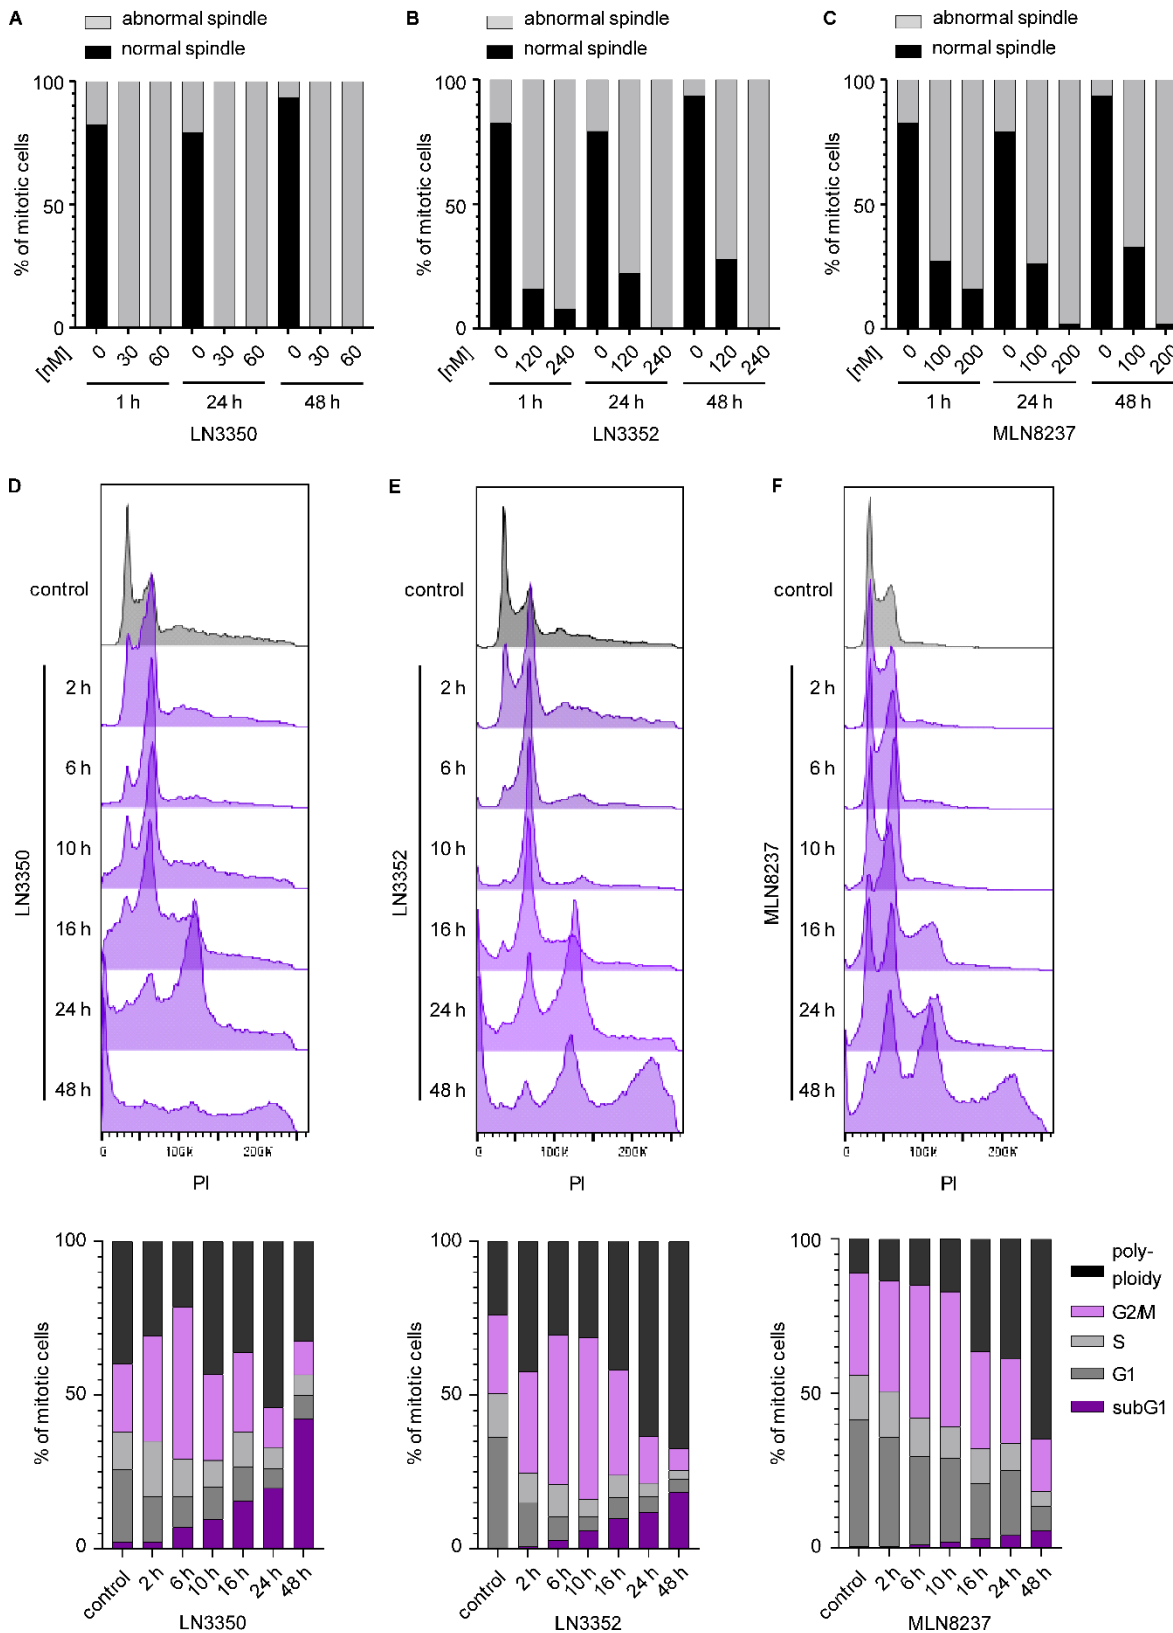 A
abnormal spindle
normal spindle
100
50
0
% of mitotic cells
[nM] 0 30 60 0 30 60 0 30 60
1 h 24 h 48 h
LN3350
B
abnormal spindle
normal spindle
100
50
0
% of mitotic cells
[nM] 0 120 240 0 120 240 0 120 240
1 h 24 h 48 h
LN3352
C
abnormal spindle
normal spindle
100
50
0
% of mitotic cells
[nM] 0 100 200 0 100 200 0 100 200
1 h 24 h 48 h
MLN8237
D
control
2 h
6 h
10 h
16 h
24 h
48 h
LN3350
0 100K 200K
PI
E
control
2 h
6 h
10 h
16 h
24 h
48 h
LN3352
0 100K 200K
PI
F
control
2 h
6 h
10 h
16 h
24 h
48 h
MLN8237
0 100K 200K
PI
100
50
0
% of mitotic cells
control 2 h 6 h 10 h 16 h 24 h 48 h
LN3350
100
50
0
% of mitotic cells
control 2 h 6 h 10 h 16 h 24 h 48 h
LN3352
100
50
0
% of mitotic cells
control 2 h 6 h 10 h 16 h 24 h 48 h
MLN8237
poly-
ploidy
G2/M
S
G1
subG1